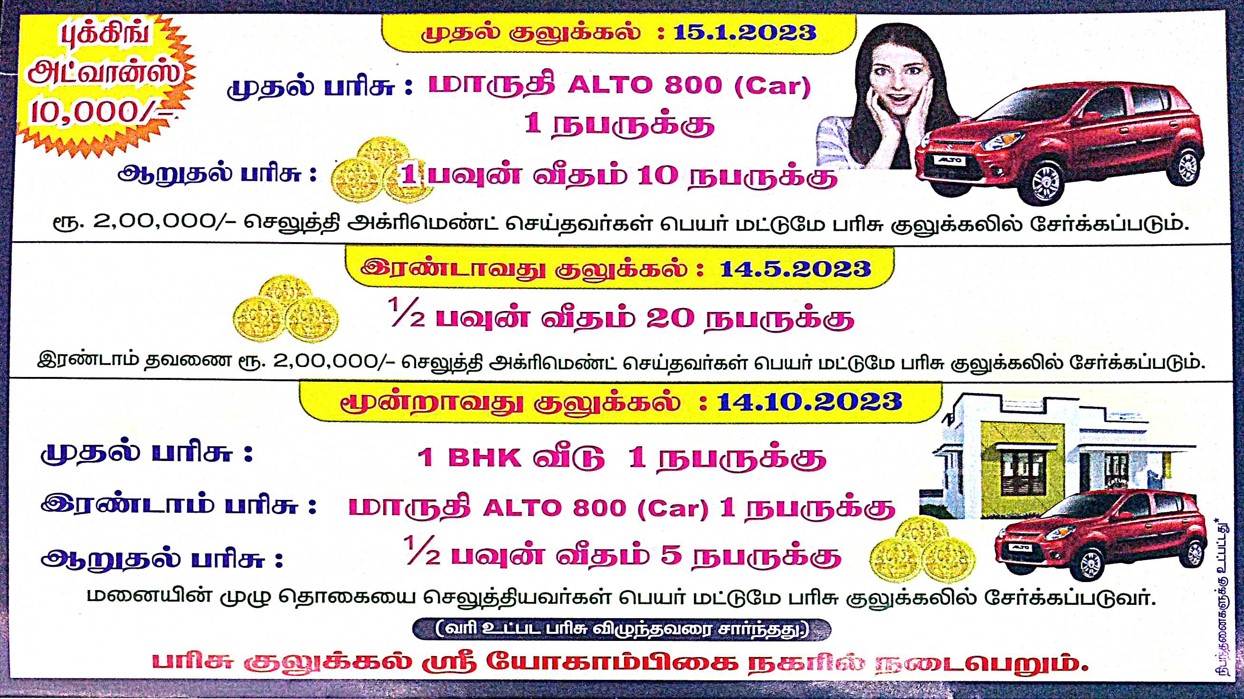 புக்கிங்
அட்வான்ஸ்
10,000/-
முதல் குலுக்கல் : 15.1.2023
முதல் பரிசு : மாருதி ALTO 800 (Car)
1 நபருக்கு
ஆறுதல் பரிசு : 1 பவுன் வீதம் 10 நபருக்கு
ALTO
ரூ. 2,00,000/- செலுத்தி அக்ரிமெண்ட் செய்தவர்கள் பெயர் மட்டுமே பரிசு குலுக்கலில் சேர்க்கப்படும்.
இரண்டாவது குலுக்கல் : 14.5.2023
½ பவுன் வீதம் 20 நபருக்கு
இரண்டாம் தவணை ரூ. 2,00,000/- செலுத்தி அக்ரிமெண்ட் செய்தவர்கள் பெயர் மட்டுமே பரிசு குலுக்கலில் சேர்க்கப்படும்.
மூன்றாவது குலுக்கல் : 14.10.2023
முதல் பரிசு : 1 BHK வீடு 1 நபருக்கு
இரண்டாம் பரிசு : மாருதி ALTO 800 (Car) 1 நபருக்கு
ஆறுதல் பரிசு : ½ பவுன் வீதம் 5 நபருக்கு
ALTO
மனையின் முழு தொகையை செலுத்தியவர்கள் பெயர் மட்டுமே பரிசு குலுக்கலில் சேர்க்கப்படுவர்.
(வரி உட்பட பரிசு விழுந்தவரை சார்ந்தது.)
பரிசு குலுக்கல் ஸ்ரீ யோகாம்பிகை நகரில் நடைபெறும்.
நிபந்தனைகளுக்கு உட்பட்டது*